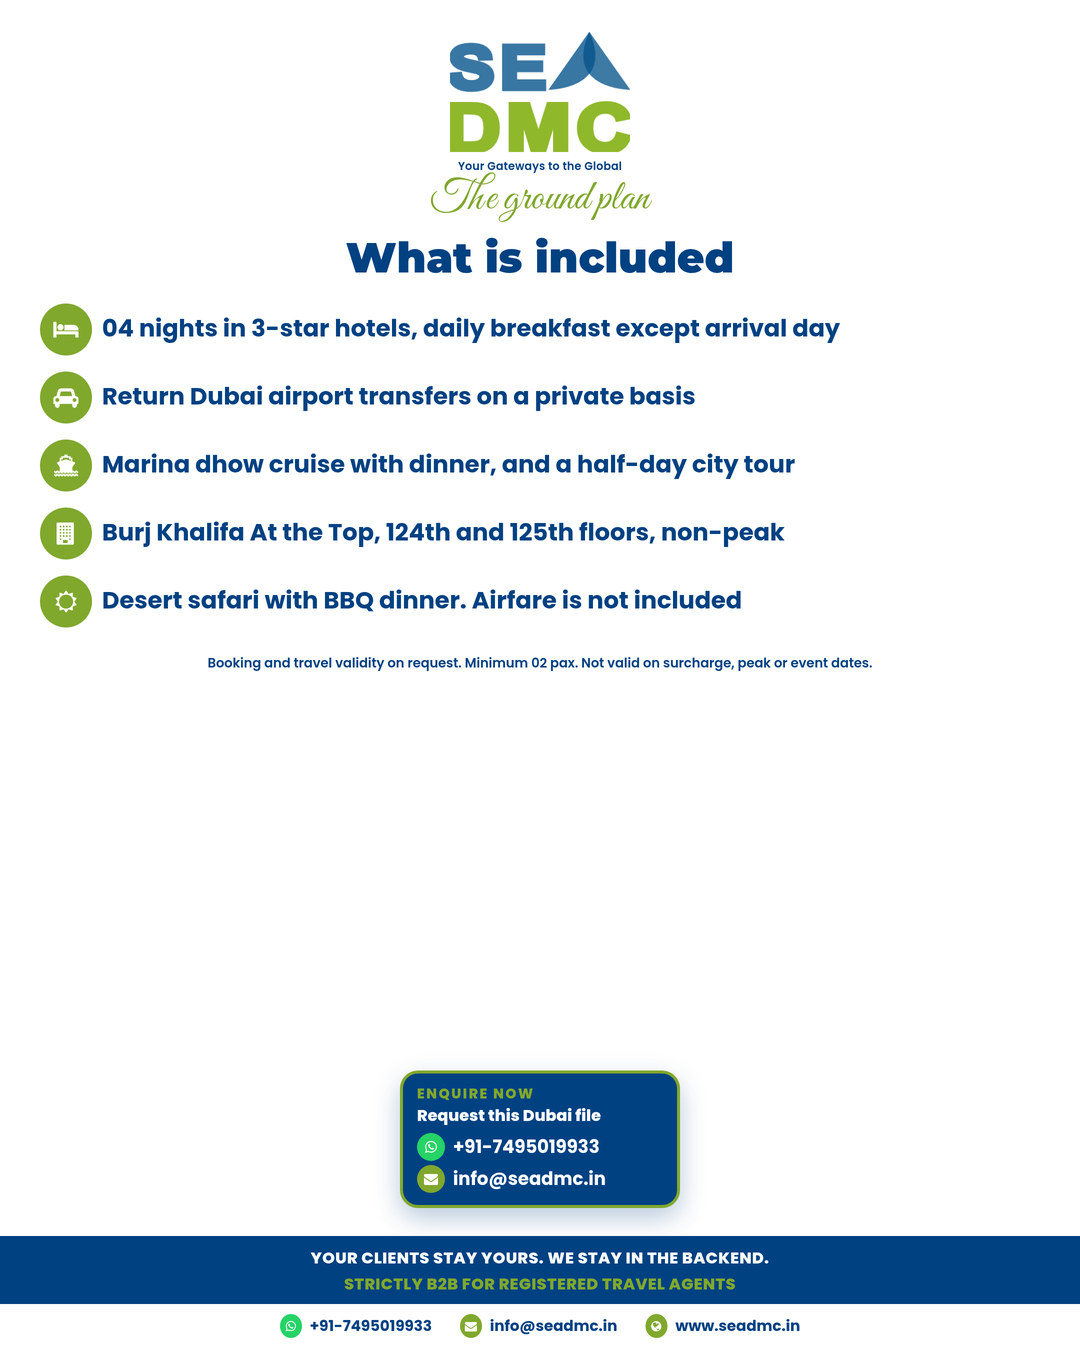 SEA
DMC
Your Gateways to the Global
The ground plan
What is included
04 nights in 3-star hotels, daily breakfast except arrival day
Return Dubai airport transfers on a private basis
Marina dhow cruise with dinner, and a half-day city tour
Burj Khalifa At the Top, 124th and 125th floors, non-peak
Desert safari with BBQ dinner. Airfare is not included
Booking and travel validity on request. Minimum 02 pax. Not valid on surcharge, peak or event dates.
ENQUIRE NOW
Request this Dubai file
+91-7495019933
info@seadmc.in
YOUR CLIENTS STAY YOURS. WE STAY IN THE BACKEND.
STRICTLY B2B FOR REGISTERED TRAVEL AGENTS
+91-7495019933 info@seadmc.in www.seadmc.in